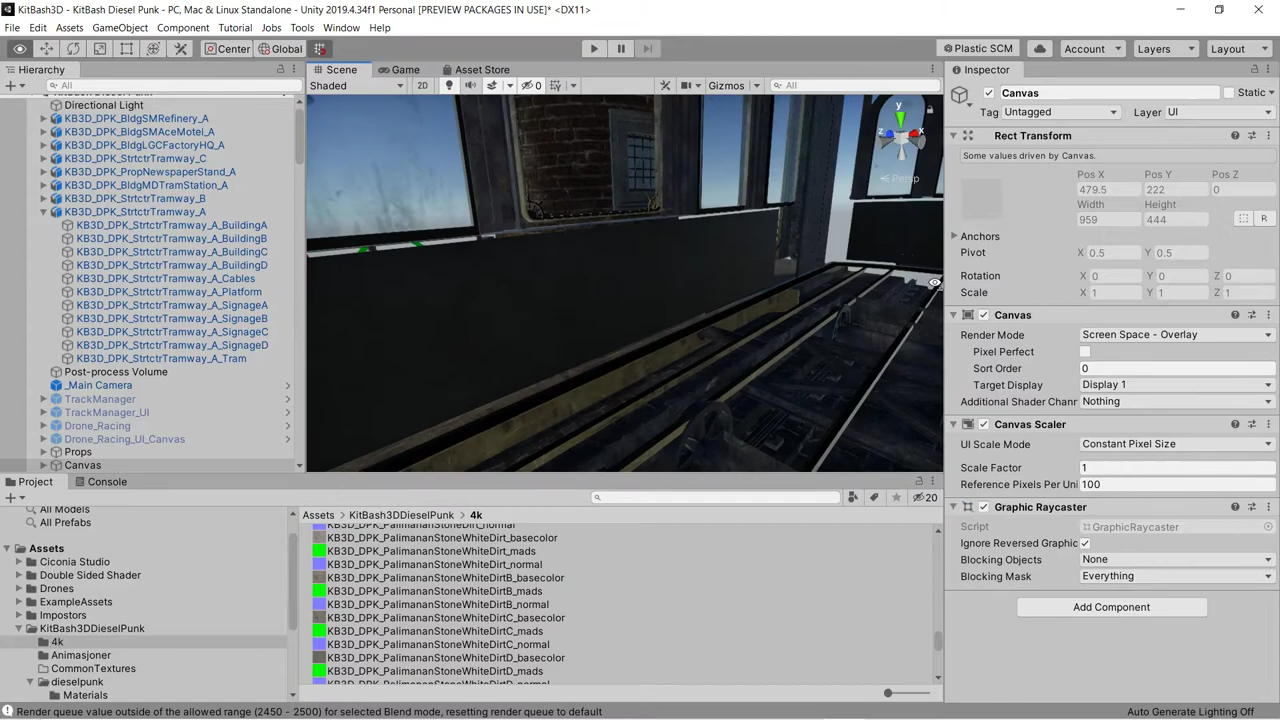 KitBash3D - KitBash Diesel Punk - PC, Mac & Linux Standalone - Unity 2019.4.34f1 Personal [PREVIEW PACKAGES IN USE]* <DX11>
File Edit Assets GameObject Component Tutorial Jobs Tools Window Help
Center Global Plastic SCM Account Layers Layout
Hierarchy Scene Game Asset Store Inspector
All Shaded 2D 0 Gizmos All
Directional Light
KB3D_DPK_BldgSMRefinery_A
KB3D_DPK_BldgSMAceMotel_A
KB3D_DPK_BldgLGCFactoryHQ_A
KB3D_DPK_StrtctrTramway_C
KB3D_DPK_PropNewspaperStand_A
KB3D_DPK_BldgMDTramStation_A
KB3D_DPK_StrtctrTramway_B
KB3D_DPK_StrtctrTramway_A
KB3D_DPK_StrtctrTramway_A_BuildingA
KB3D_DPK_StrtctrTramway_A_BuildingB
KB3D_DPK_StrtctrTramway_A_BuildingC
KB3D_DPK_StrtctrTramway_A_BuildingD
KB3D_DPK_StrtctrTramway_A_Cables
KB3D_DPK_StrtctrTramway_A_Platform
KB3D_DPK_StrtctrTramway_A_SignageA
KB3D_DPK_StrtctrTramway_A_SignageB
KB3D_DPK_StrtctrTramway_A_SignageC
KB3D_DPK_StrtctrTramway_A_SignageD
KB3D_DPK_StrtctrTramway_A_Tram
Post-process Volume
_Main Camera
TrackManager
TrackManager_UI
Drone_Racing
Drone_Racing_UI_Canvas
Props
Canvas
y
z x
Persp
Canvas Static
Tag Untagged Layer UI
Rect Transform
Some values driven by Canvas.
Pos X Pos Y Pos Z
479.5 222 0
Width Height
959 444 R
Anchors
Pivot X 0.5 Y 0.5
Rotation X 0 Y 0 Z 0
Scale X 1 Y 1 Z 1
Canvas
Render Mode Screen Space - Overlay
Pixel Perfect
Sort Order 0
Target Display Display 1
Additional Shader Chanr Nothing
Canvas Scaler
UI Scale Mode Constant Pixel Size
Scale Factor 1
Reference Pixels Per Uni 100
Graphic Raycaster
Script GraphicRaycaster
Ignore Reversed Graphic
Blocking Objects None
Blocking Mask Everything
Add Component
Project Console
20
All Models
All Prefabs
Assets
Ciconia Studio
Double Sided Shader
Drones
ExampleAssets
Impostors
KitBash3DDieselPunk
4k
Animasjoner
CommonTextures
dieselpunk
Materials
Assets KitBash3DDieselPunk 4k
KB3D_DPK_PalimananStoneDirt_normal
KB3D_DPK_PalimananStoneWhiteDirt_basecolor
KB3D_DPK_PalimananStoneWhiteDirt_mads
KB3D_DPK_PalimananStoneWhiteDirt_normal
KB3D_DPK_PalimananStoneWhiteDirtB_basecolor
KB3D_DPK_PalimananStoneWhiteDirtB_mads
KB3D_DPK_PalimananStoneWhiteDirtB_normal
KB3D_DPK_PalimananStoneWhiteDirtC_basecolor
KB3D_DPK_PalimananStoneWhiteDirtC_mads
KB3D_DPK_PalimananStoneWhiteDirtC_normal
KB3D_DPK_PalimananStoneWhiteDirtD_basecolor
KB3D_DPK_PalimananStoneWhiteDirtD_mads
KB3D_DPK_PalimananStoneWhiteDirtD_normal
Render queue value outside of the allowed range (2450 - 2500) for selected Blend mode, resetting render queue to default
Auto Generate Lighting Off